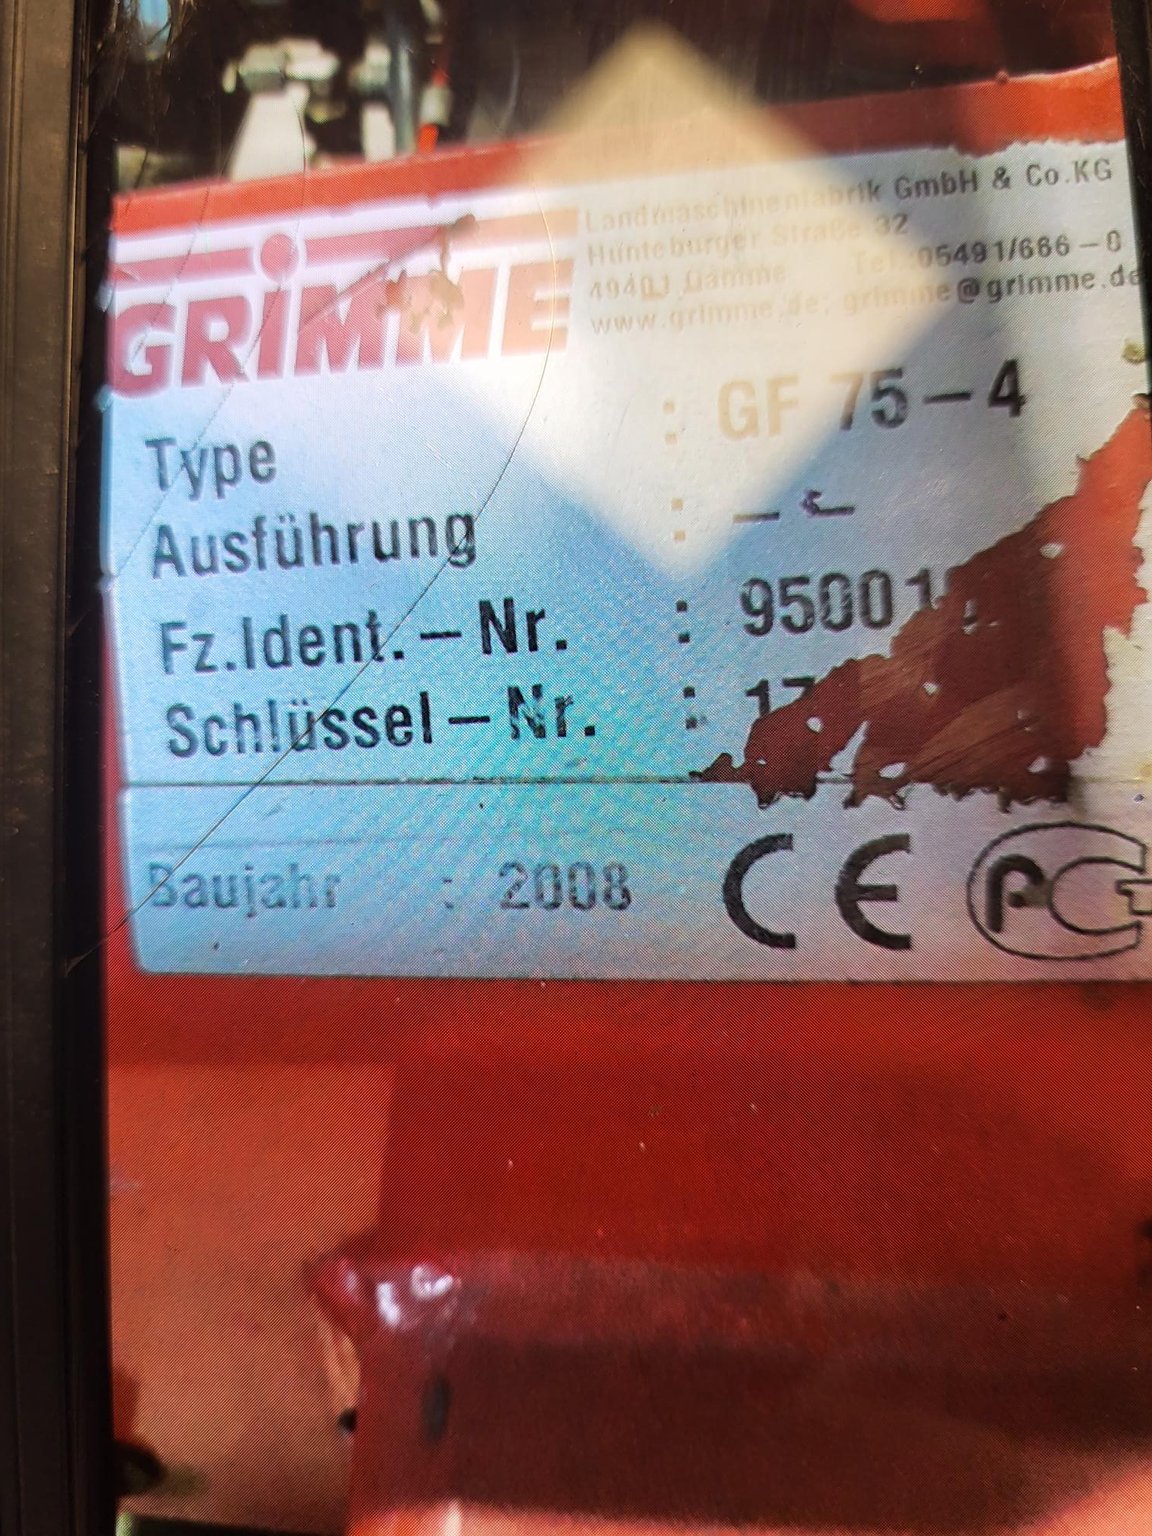 GRIMME
Landmaschinenfabrik GmbH & Co.KG
Hunteburger Straße 32
49401 Damme Tel.:05491/666-0
www.grimme.de; grimme@grimme.de
Type : GF 75-4
Ausführung : -
Fz.Ident.-Nr. :
Schlüssel-Nr. :
Baujahr : 2008 CE